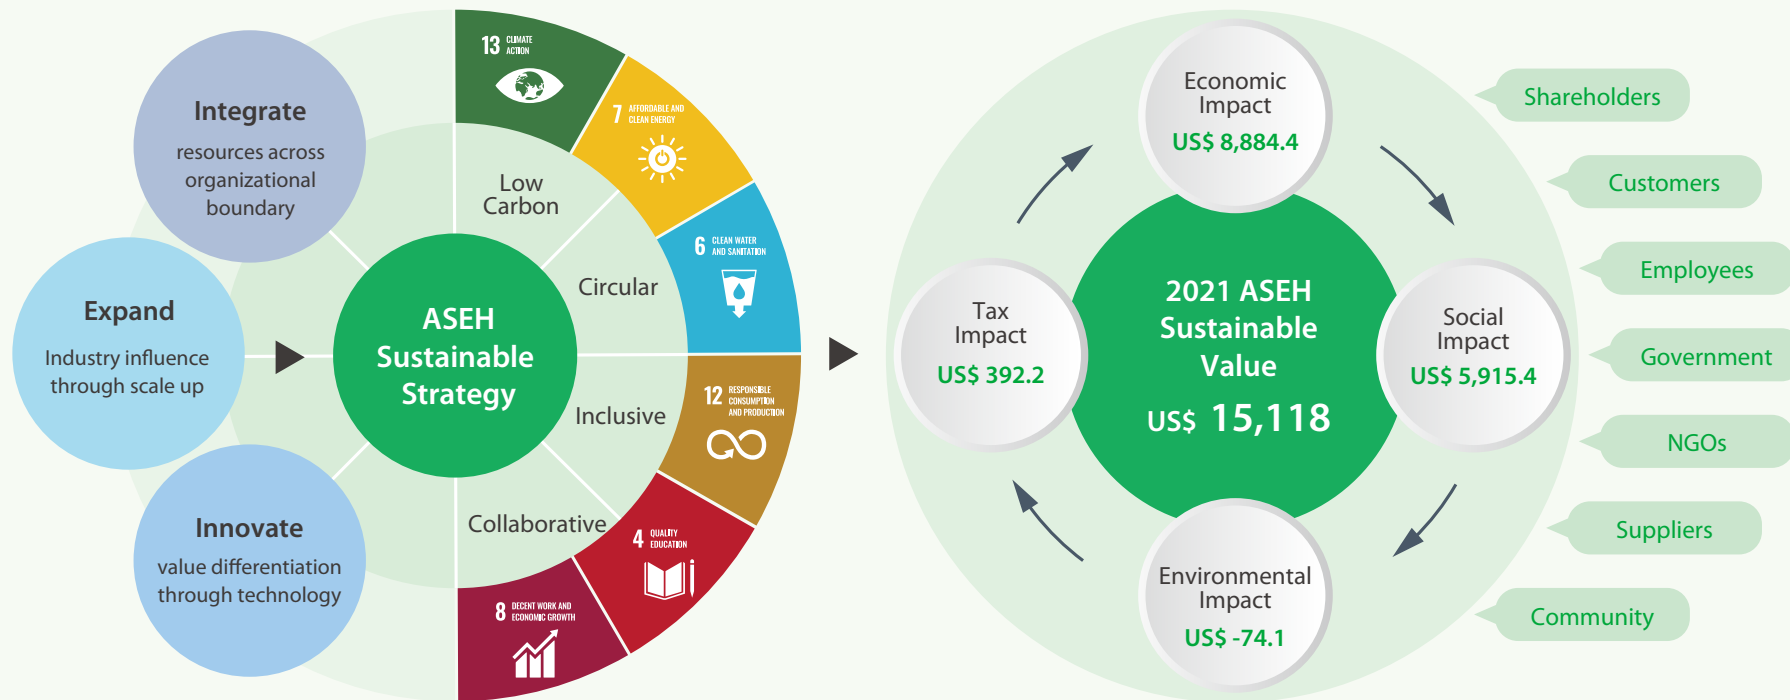 Integrate
resources across
organizational
boundary
Expand
Industry influence
through scale up
Innovate
value differentiation
through technology
ASEH
Sustainable
Strategy
Low
Carbon
Circular
Inclusive
Collaborative
13 CLIMATE
ACTION
7 AFFORDABLE AND
CLEAN ENERGY
6 CLEAN WATER
AND SANITATION
12 RESPONSIBLE
CONSUMPTION
AND PRODUCTION
4 QUALITY
EDUCATION
8 DECENT WORK AND
ECONOMIC GROWTH
Economic
Impact
US$ 8,884.4
Tax
Impact
US$ 392.2
2021 ASEH
Sustainable
Value
US$ 15,118
Social
Impact
US$ 5,915.4
Environmental
Impact
US$ -74.1
Shareholders
Customers
Employees
Government
NGOs
Suppliers
Community